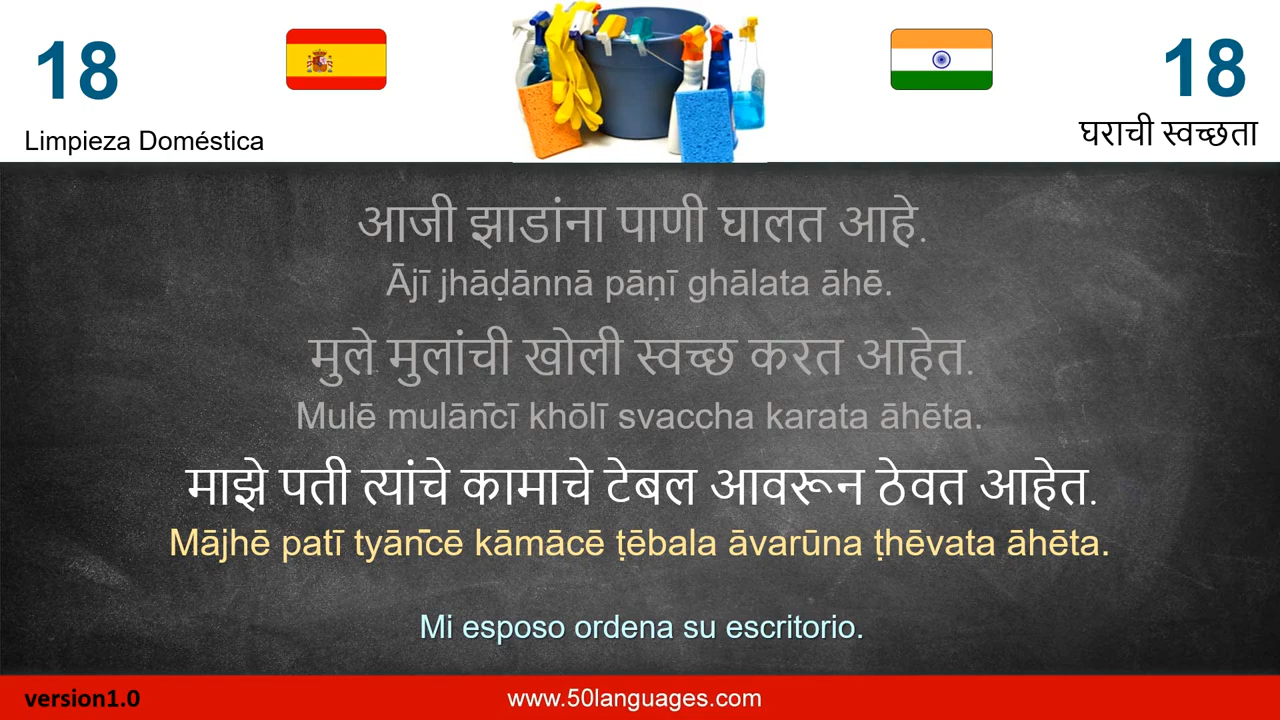 18
18
Limpieza Doméstica
घराची स्वच्छता
आजी झाडांना पाणी घालत आहे.
Ājī jhāḍānnā pāṇī ghālata āhē.
मुले मुलांची खोली स्वच्छ करत आहेत.
Mulē mulān̄cī khōlī svaccha karata āhēta.
माझे पती त्यांचे कामाचे टेबल आवरून ठेवत आहेत.
Mājhē patī tyān̄cē kāmācē ṭēbala āvarūna ṭhēvata āhēta.
Mi esposo ordena su escritorio.
version1.0
www.50languages.com